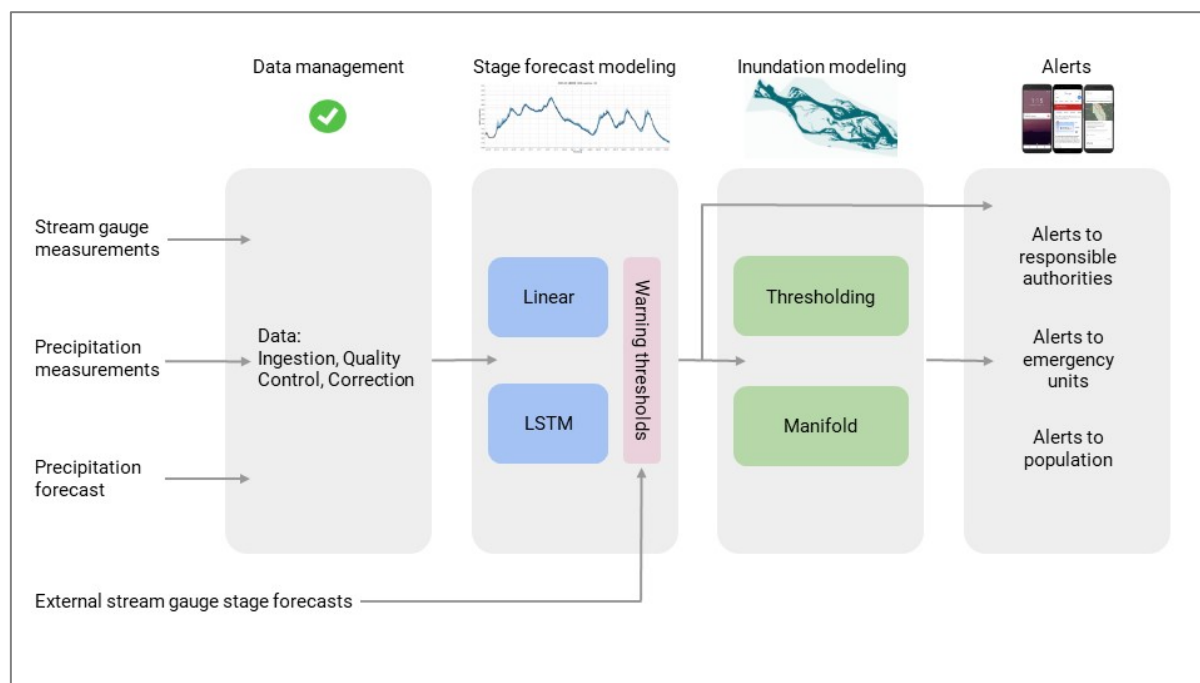 Data management
Stage forecast modeling
Inundation modeling
Alerts
Stream gauge
measurements
Precipitation
measurements
Precipitation
forecast
Data:
Ingestion, Quality
Control, Correction
Linear
LSTM
Warning thresholds
Thresholding
Manifold
Alerts to
responsible
authorities
Alerts to
emergency
units
Alerts to
population
External stream gauge stage forecasts